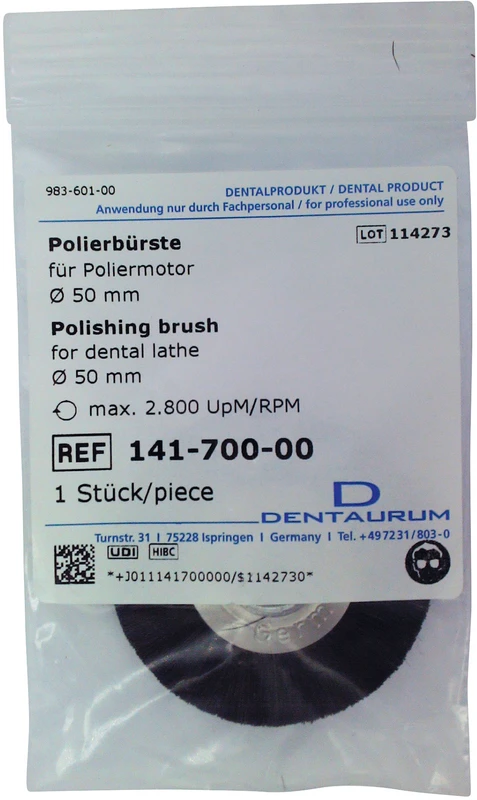 983-601-00
DENTALPRODUKT / DENTAL PRODUCT
Anwendung nur durch Fachpersonal / for professional use only
LOT 114273
Polierbürste
für Poliermotor
Ø 50 mm
Polishing brush
for dental lathe
Ø 50 mm
max. 2.800 UpM/RPM
REF 141-700-00
1 Stück/piece
D
DENTAURUM
Turnstr. 31 I 75228 Ispringen I Germany I Tel. +497231/803-0
UDI HIBC
*+J011141700000/$1142730*